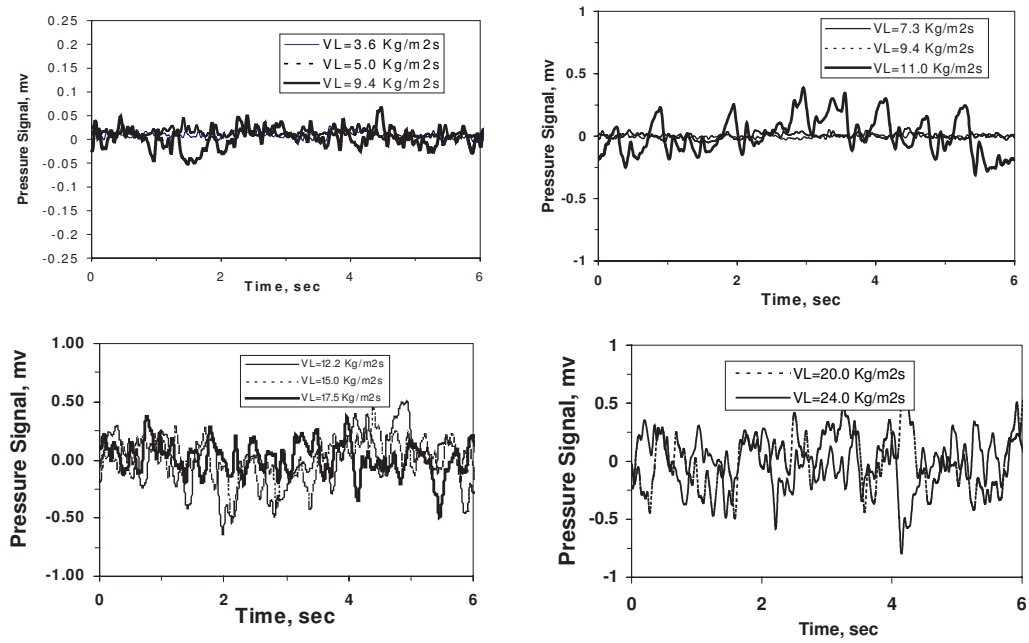 0.25
0.2
0.15
0.1
0.05
0
-0.05
-0.1
-0.15
-0.2
-0.25
Pressure Signal, mv
VL=3.6 Kg/m2s
VL=5.0 Kg/m2s
VL=9.4 Kg/m2s
0 2 4 6
Time, sec
1
0.5
0
-0.5
-1
Pressure Signal, mv
VL=7.3 Kg/m2s
VL=9.4 Kg/m2s
VL=11.0 Kg/m2s
0 2 4 6
Time, sec
1.00
0.50
0.00
-0.50
-1.00
Pressure Signal, mv
VL=12.2 Kg/m2s
VL=15.0 Kg/m2s
VL=17.5 Kg/m2s
0 2 4 6
Time, sec
1
0.5
0
-0.5
-1
Pressure Signal, mv
VL=20.0 Kg/m2s
VL=24.0 Kg/m2s
0 2 4 6
Time, sec